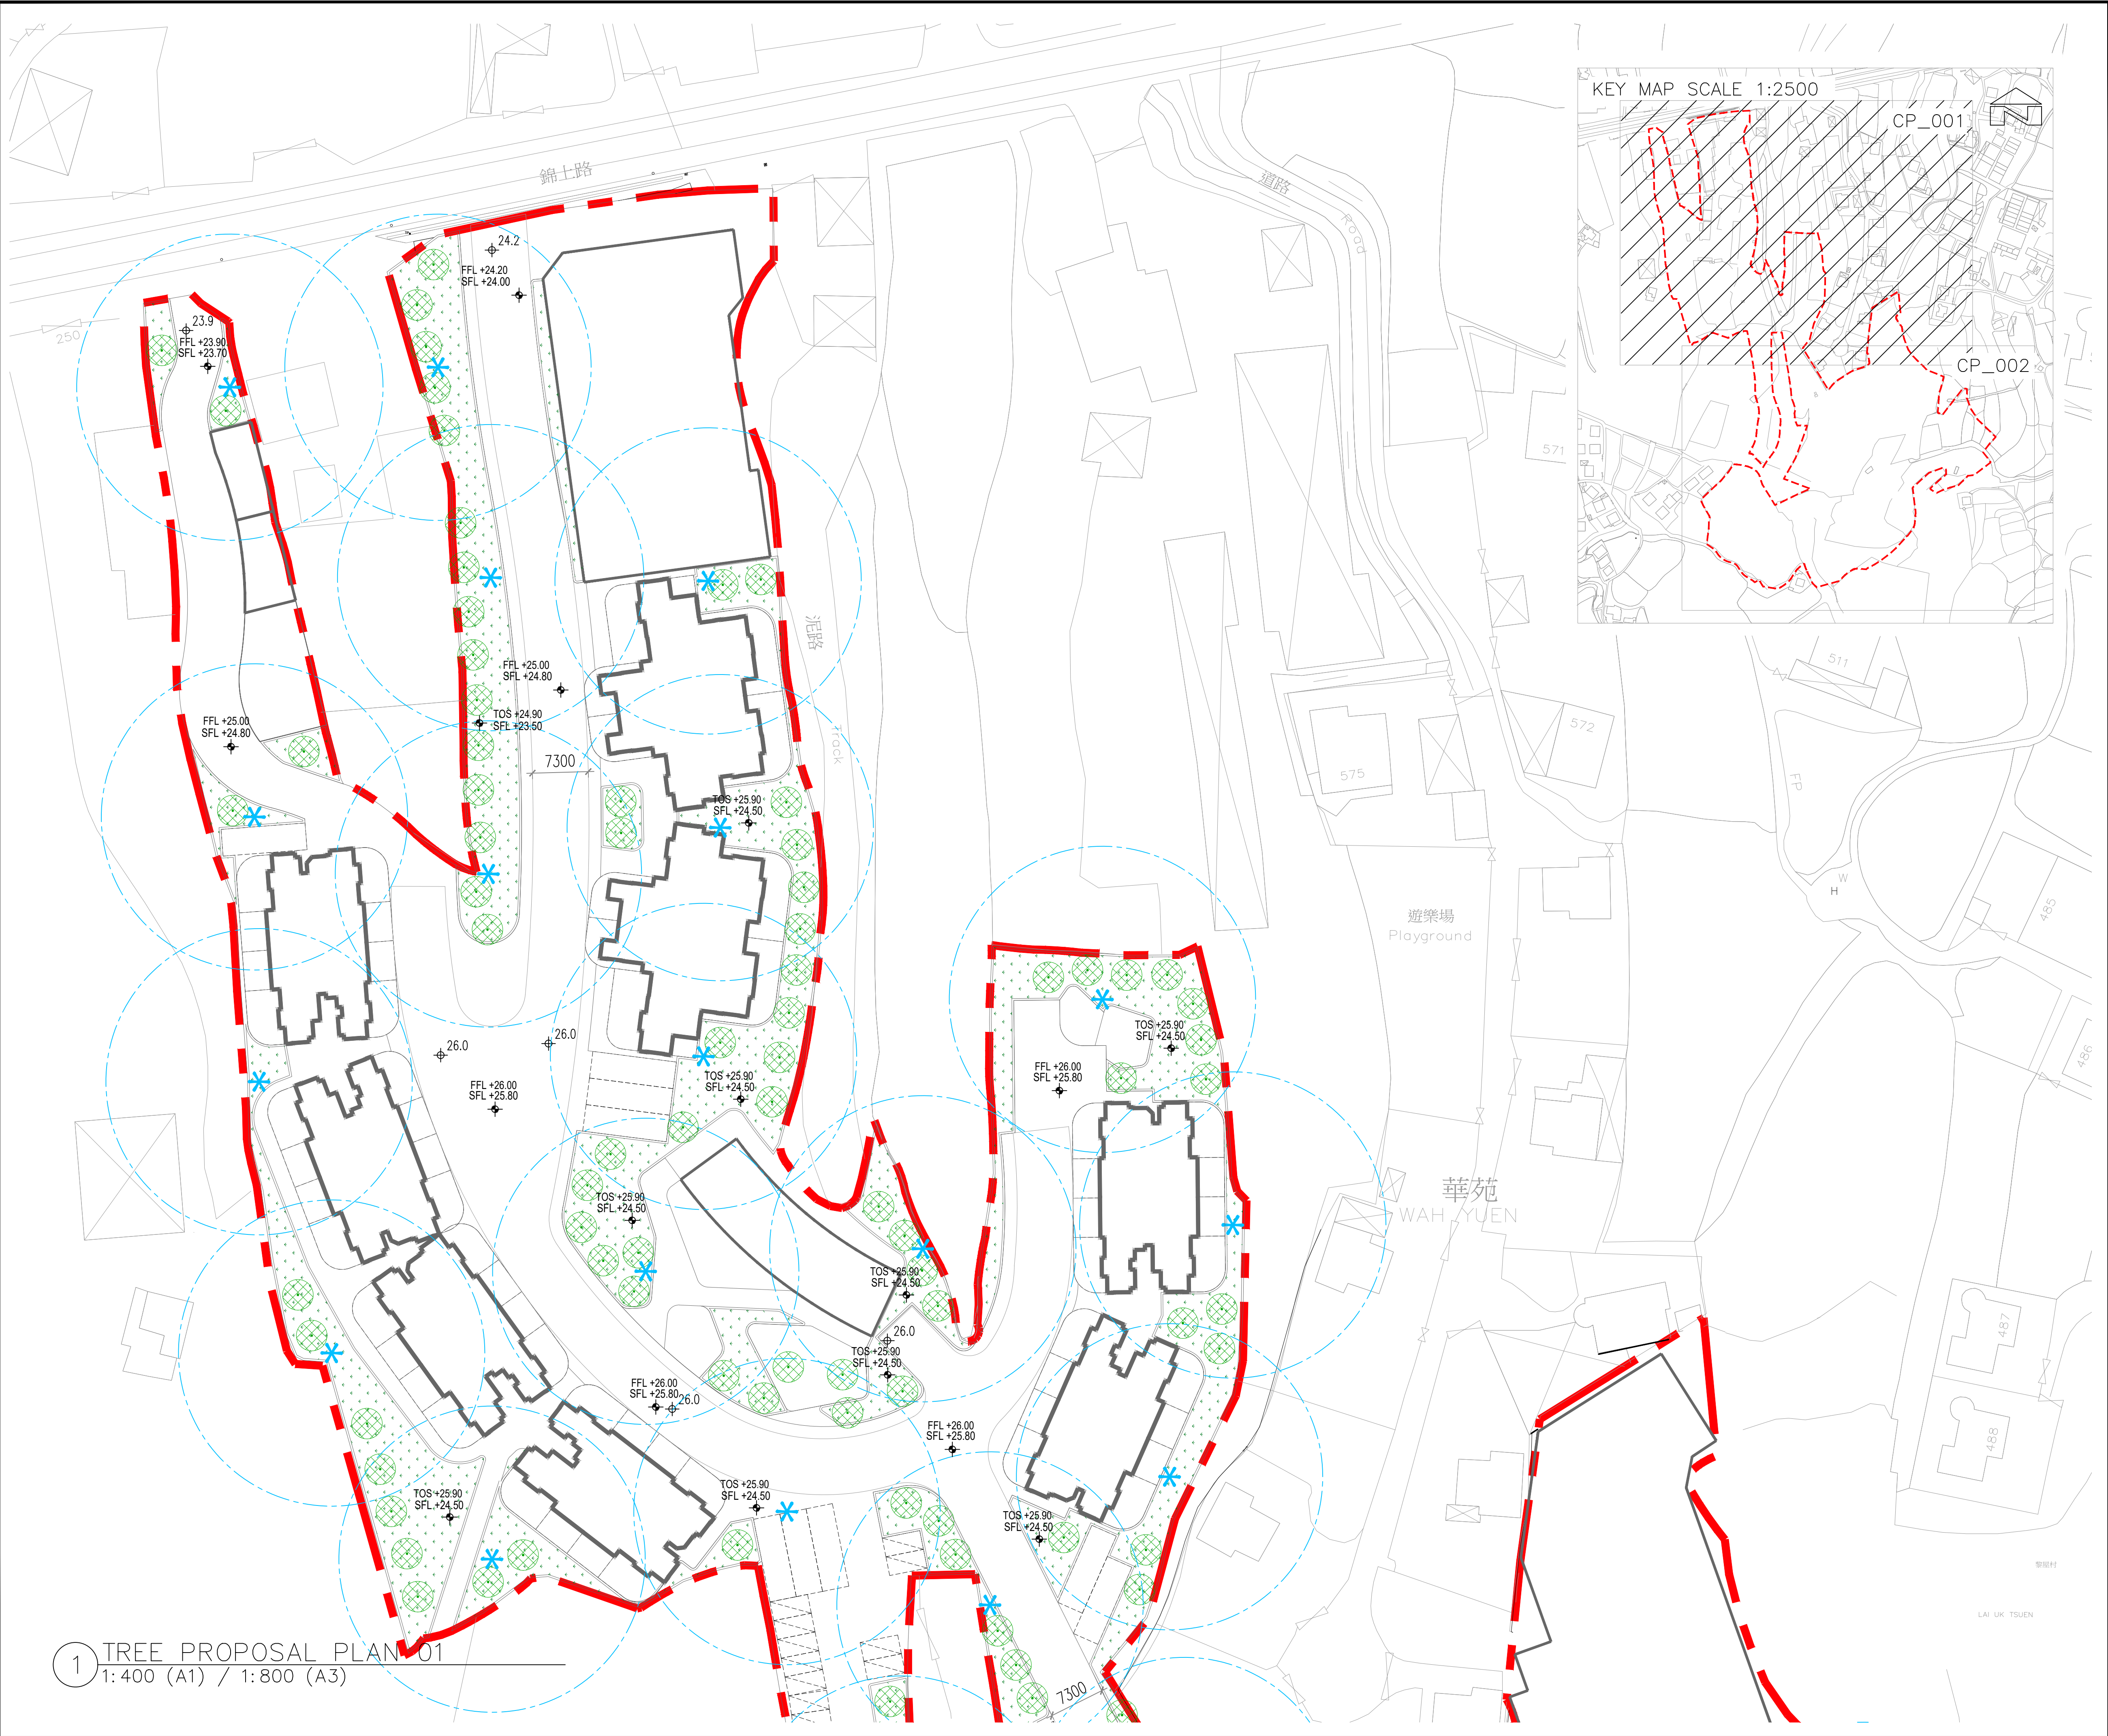 KEY MAP SCALE 1:2500
CP_001
CP_002
錦上路
道路
Road
24.2
FFL +24.20
SFL +24.00
23.9
FFL +23.90
SFL +23.70
250
571
泥路
Track
FFL +25.00
SFL +24.80
TOS +24.90
SFL +23.50
FFL +25.00
SFL +24.80
7300
511
572
575
FP
TOS +25.90
SFL +24.50
W
H
485
遊樂場
Playground
26.0
26.0
TOS +25.90
SFL +24.50
486
FFL +26.00
SFL +25.80
TOS +25.90
SFL +24.50
FFL +26.00
SFL +25.80
TOS +25.90
SFL +24.50
華苑
WAH YUEN
TOS +25.90
SFL +24.50
26.0
TOS +25.90
SFL +24.50
487
FFL +26.00
SFL +25.80
26.0
FFL +26.00
SFL +25.80
488
TOS +25.90
SFL +24.50
TOS +25.90
SFL +24.50
TOS +25.90
SFL +24.50
黎屋村
LAI UK TSUEN
7300
1
TREE PROPOSAL PLAN 01
1:400 (A1) / 1:800 (A3)